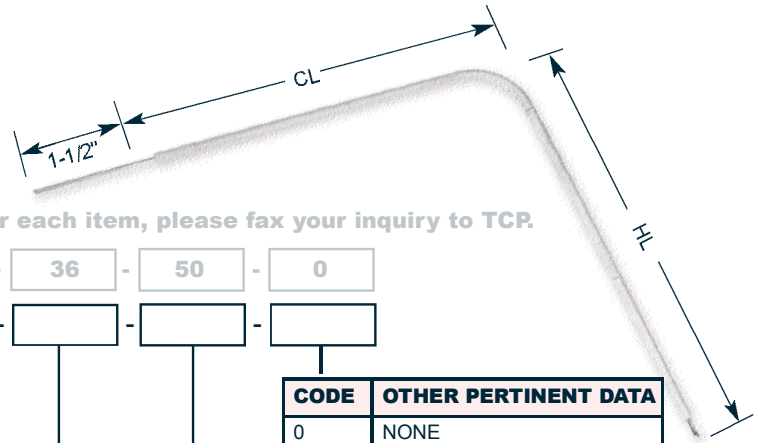 CL
1-1/2"
HL
r each item, please fax your inquiry to TCP.
- 36 - 50 - 0
- - -
CODE OTHER PERTINENT DATA
0 NONE